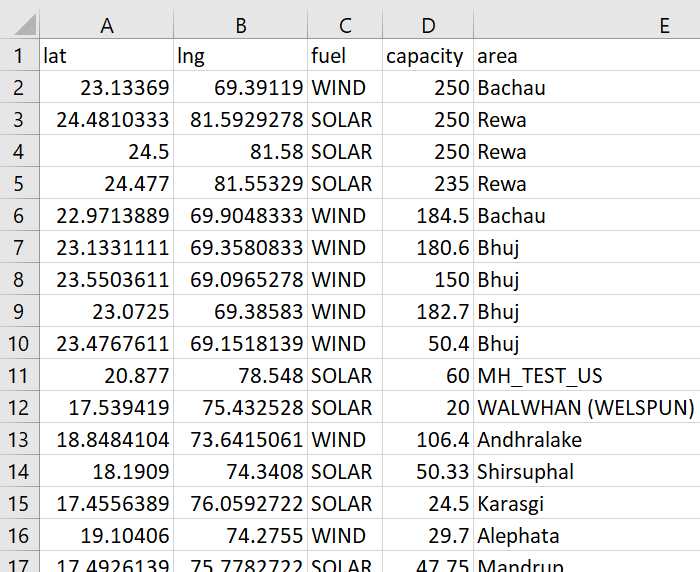 A B C D E
1 lat lng fuel capacity area
2 23.13369 69.39119 WIND 250 Bachau
3 24.4810333 81.5929278 SOLAR 250 Rewa
4 24.5 81.58 SOLAR 250 Rewa
5 24.477 81.55329 SOLAR 235 Rewa
6 22.9713889 69.9048333 WIND 184.5 Bachau
7 23.1331111 69.3580833 WIND 180.6 Bhuj
8 23.5503611 69.0965278 WIND 150 Bhuj
9 23.0725 69.38583 WIND 182.7 Bhuj
10 23.4767611 69.1518139 WIND 50.4 Bhuj
11 20.877 78.548 SOLAR 60 MH_TEST_US
12 17.539419 75.432528 SOLAR 20 WALWHAN (WELSPUN)
13 18.8484104 73.6415061 WIND 106.4 Andhralake
14 18.1909 74.3408 SOLAR 50.33 Shirsuphal
15 17.4556389 76.0592722 SOLAR 24.5 Karasgi
16 19.10406 74.2755 WIND 29.7 Alephata
17 17.4926139 75.7782722 SOLAR 47.75 Mandrup